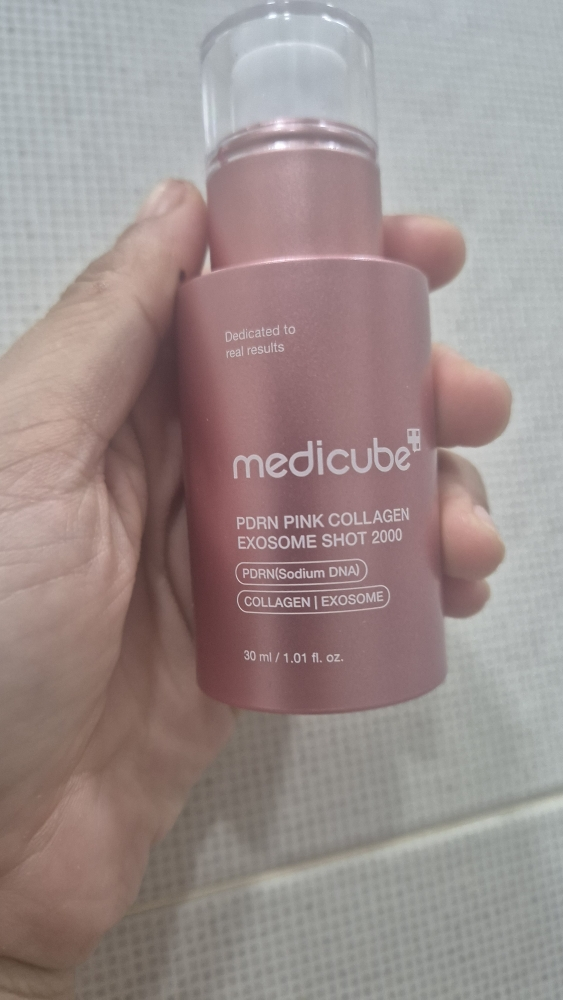 Dedicated to
real results
medicube
PDRN PINK COLLAGEN
EXOSOME SHOT 2000
PDRN(Sodium DNA)
COLLAGEN | EXOSOME
30 ml / 1.01 fl. oz.